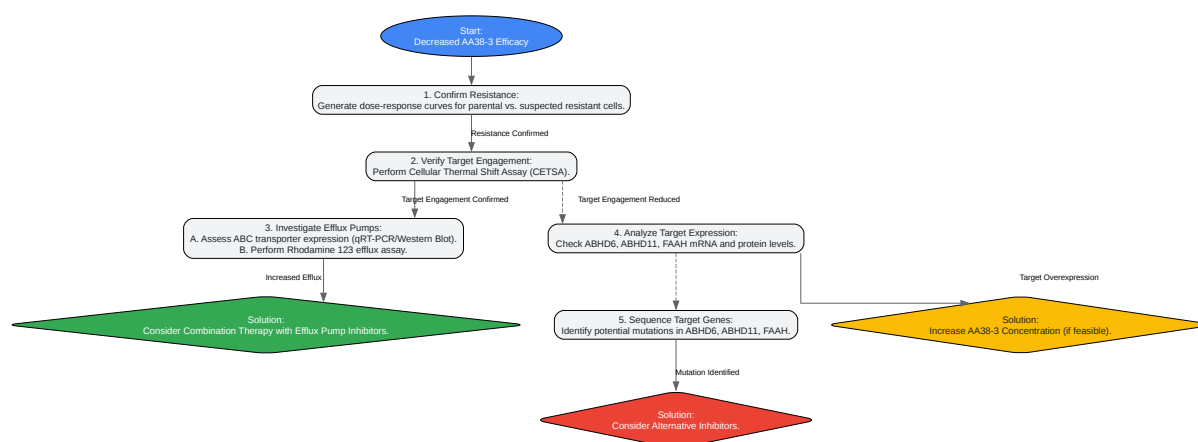 Start:
Decreased AA38-3 Efficacy
1. Confirm Resistance:
Generate dose-response curves for parental vs. suspected resistant cells.
Resistance Confirmed
2. Verify Target Engagement:
Perform Cellular Thermal Shift Assay (CETSA).
Target Engagement Confirmed
Target Engagement Reduced
3. Investigate Efflux Pumps:
A. Assess ABC transporter expression (qRT-PCR/Western Blot).
B. Perform Rhodamine 123 efflux assay.
4. Analyze Target Expression:
Check ABHD6, ABHD11, FAAH mRNA and protein levels.
Increased Efflux
Target Overexpression
Solution:
Consider Combination Therapy with Efflux Pump Inhibitors.
5. Sequence Target Genes:
Identify potential mutations in ABHD6, ABHD11, FAAH.
Solution:
Increase AA38-3 Concentration (if feasible).
Mutation Identified
Solution:
Consider Alternative Inhibitors.